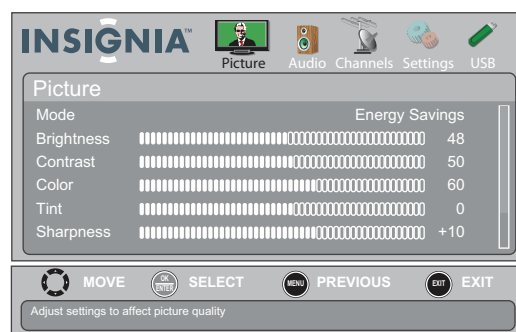 INSIGNIA™
Picture Audio Channels Settings USB
Picture
Mode Energy Savings
Brightness 48
Contrast 50
Color 60
Tint 0
Sharpness +10
MOVE OK ENTER SELECT MENU PREVIOUS EXIT EXIT
Adjust settings to affect picture quality